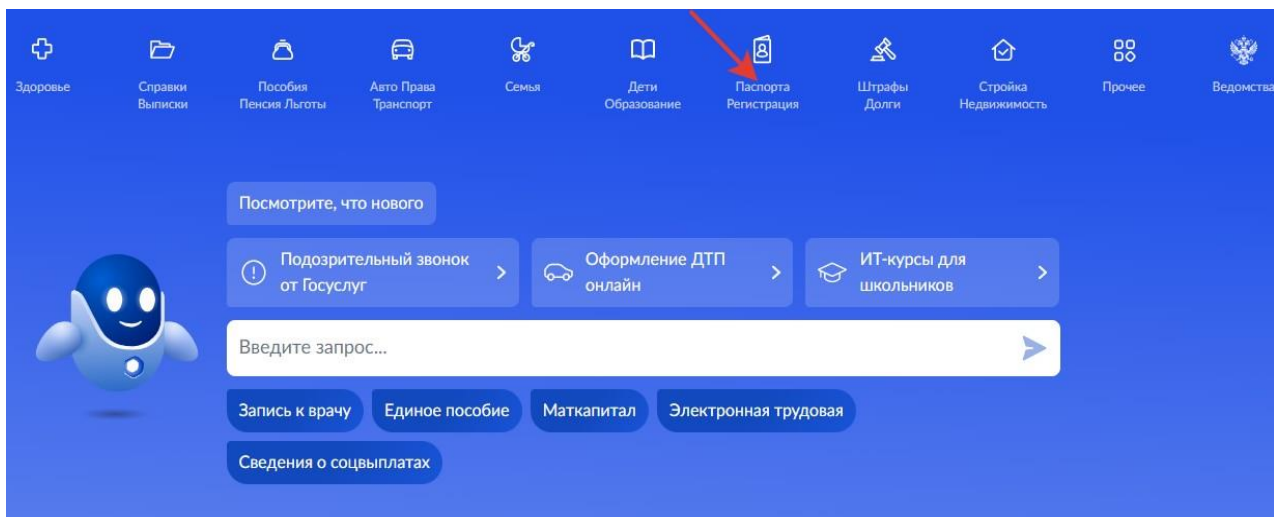 Здоровье
Справки
Выписки
Пособия
Пенсия Льготы
Авто Права
Транспорт
Семья
Дети
Образование
Паспорта
Регистрация
Штрафы
Долги
Стройка
Недвижимость
Прочее
Ведомства
Посмотрите, что нового
Подозрительный звонок
от Госуслуг
Оформление ДТП
онлайн
ИТ-курсы для
школьников
Введите запрос...
Запись к врачу
Единое пособие
Маткапитал
Электронная трудовая
Сведения о соцвыплатах